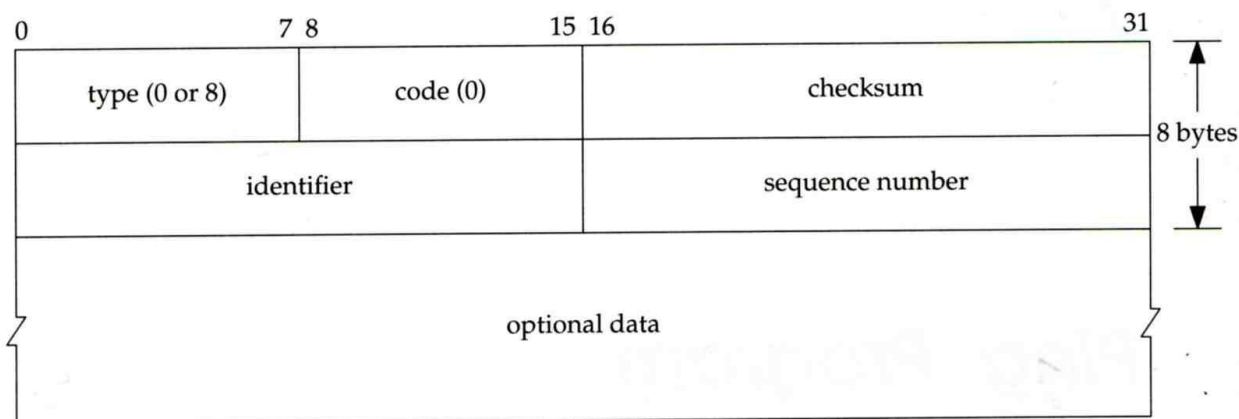 0 7 8 15 16 31
type (0 or 8) code (0) checksum
8 bytes
identifier sequence number
optional data